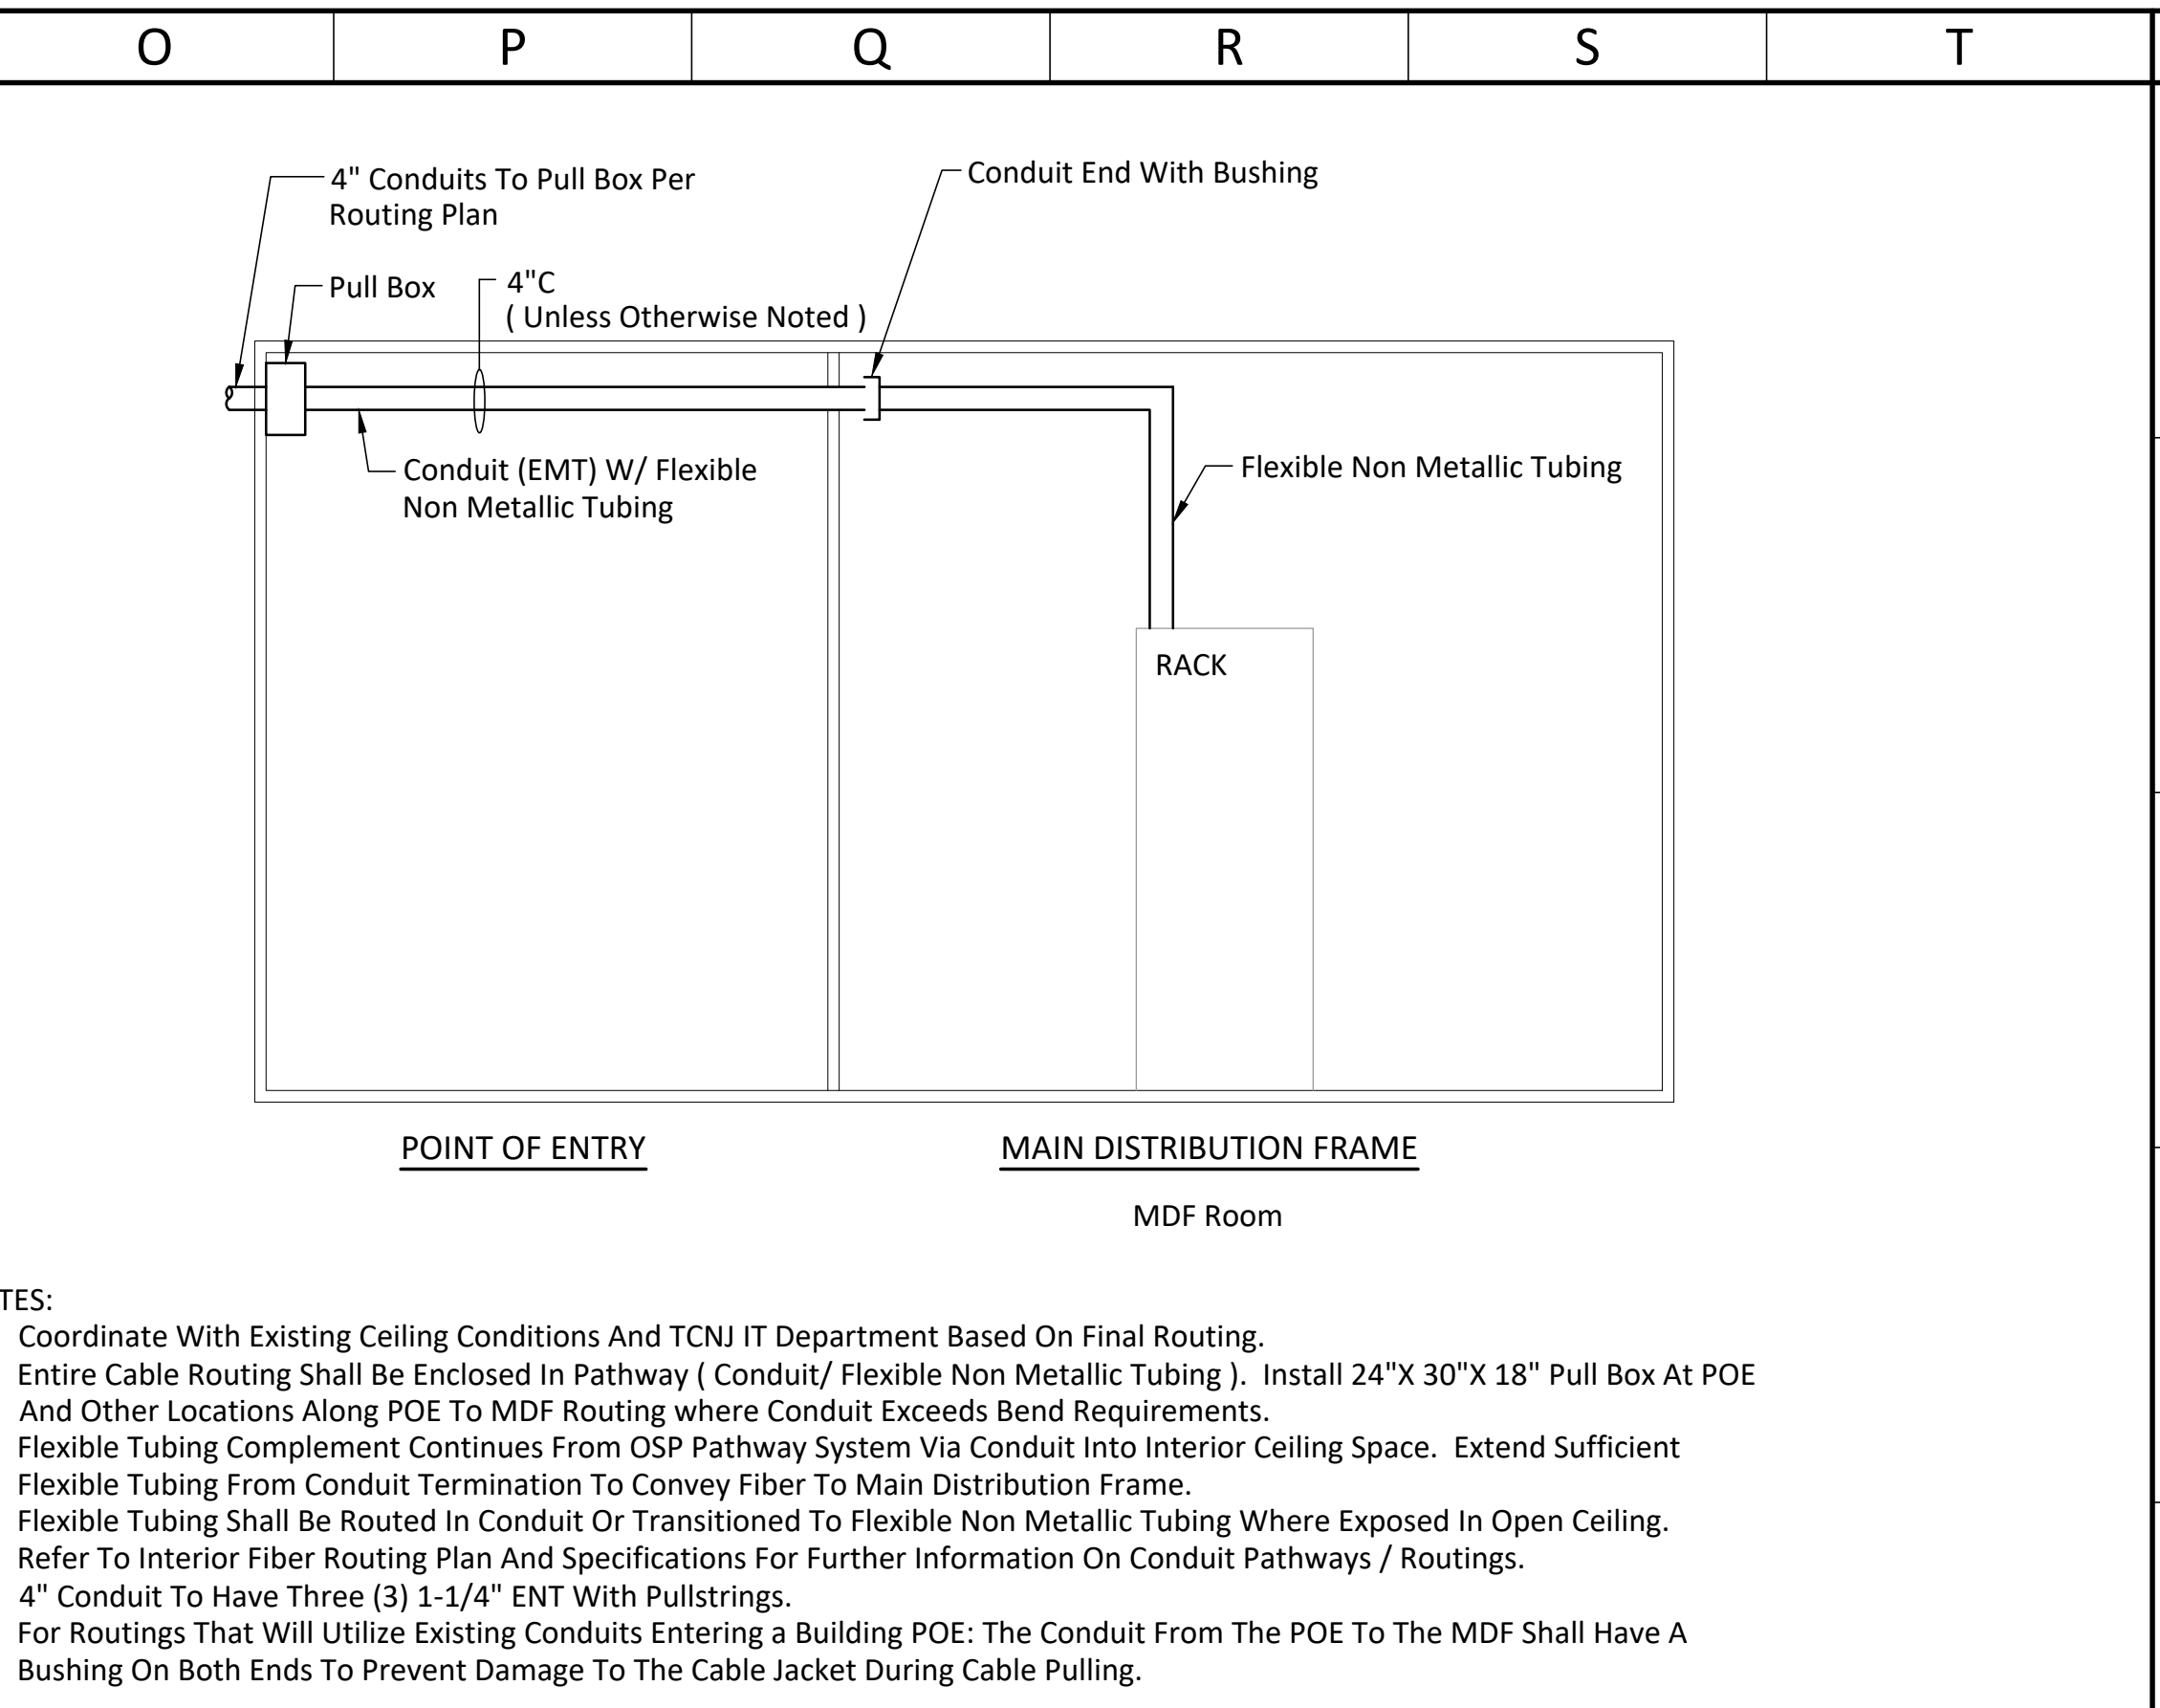 O P Q R S T
4" Conduits To Pull Box Per
Routing Plan
Conduit End With Bushing
Pull Box
4"C
( Unless Otherwise Noted )
Conduit (EMT) W/ Flexible
Non Metallic Tubing
Flexible Non Metallic Tubing
RACK
POINT OF ENTRY
MAIN DISTRIBUTION FRAME
MDF Room
TES:
Coordinate With Existing Ceiling Conditions And TCNJ IT Department Based On Final Routing.
Entire Cable Routing Shall Be Enclosed In Pathway ( Conduit/ Flexible Non Metallic Tubing ).  Install 24"X 30"X 18" Pull Box At POE
And Other Locations Along POE To MDF Routing where Conduit Exceeds Bend Requirements.
Flexible Tubing Complement Continues From OSP Pathway System Via Conduit Into Interior Ceiling Space.  Extend Sufficient
Flexible Tubing From Conduit Termination To Convey Fiber To Main Distribution Frame.
Flexible Tubing Shall Be Routed In Conduit Or Transitioned To Flexible Non Metallic Tubing Where Exposed In Open Ceiling.
Refer To Interior Fiber Routing Plan And Specifications For Further Information On Conduit Pathways / Routings.
4" Conduit To Have Three (3) 1-1/4" ENT With Pullstrings.
For Routings That Will Utilize Existing Conduits Entering a Building POE: The Conduit From The POE To The MDF Shall Have A
Bushing On Both Ends To Prevent Damage To The Cable Jacket During Cable Pulling.